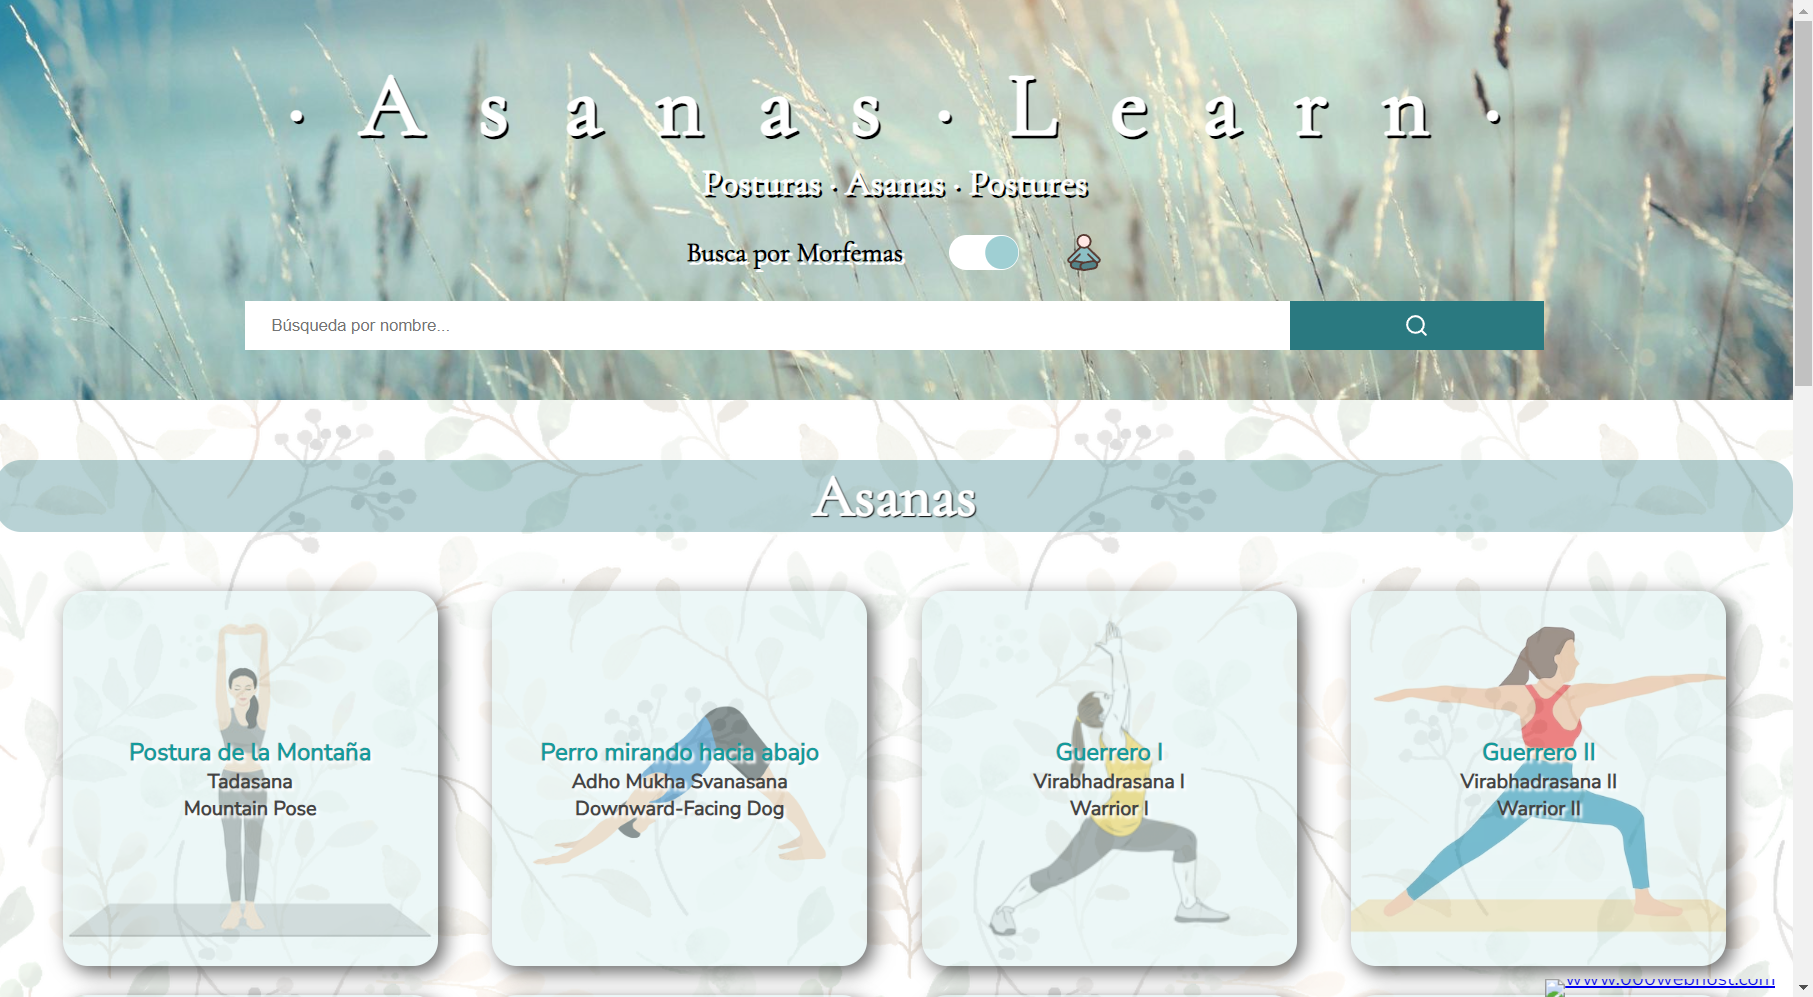 · Asanas · Learn ·
Posturas · Asanas · Postures
Busca por Morfemas
Búsqueda por nombre...
Asanas
Postura de la Montaña
Tadasana
Mountain Pose
Perro mirando hacia abajo
Adho Mukha Svanasana
Downward-Facing Dog
Guerrero I
Virabhadrasana I
Warrior I
Guerrero II
Virabhadrasana II
Warrior II
www.000webhost.com